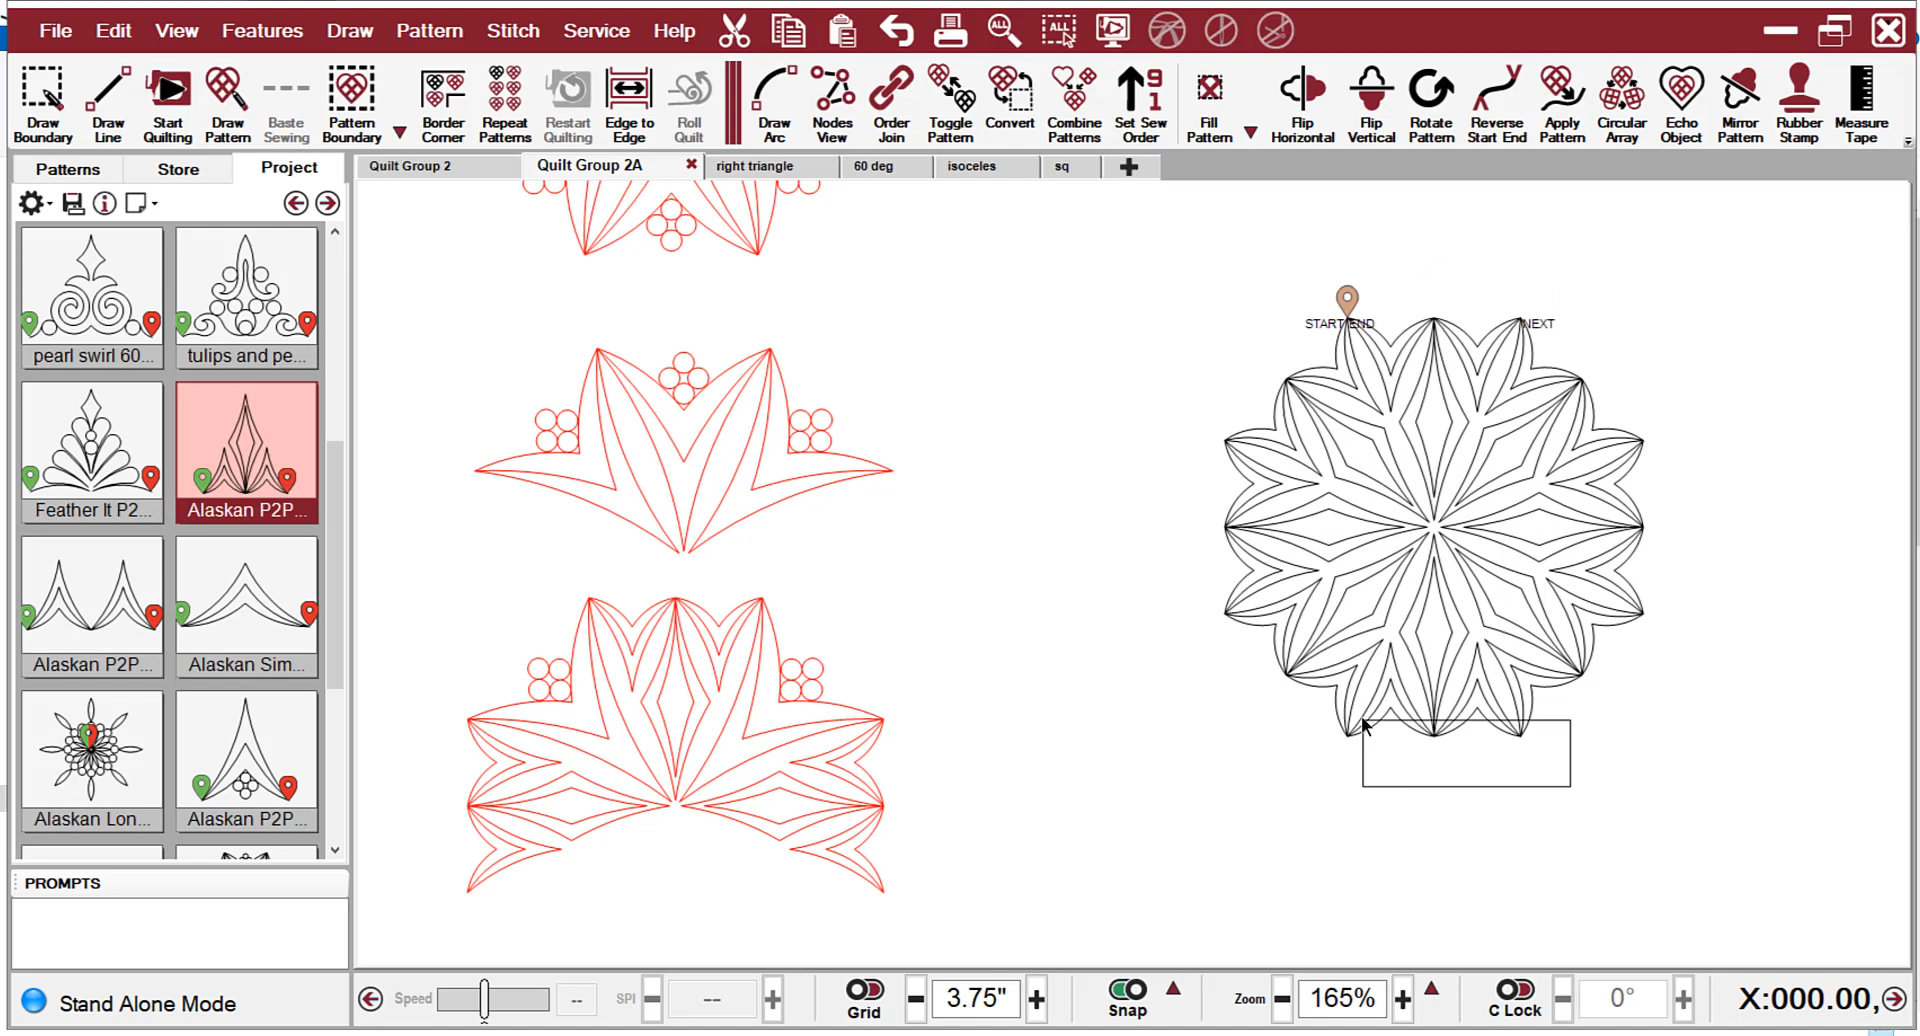 File Edit View Features Draw Pattern Stitch Service Help ALL ALL
Draw Boundary
Draw Line
Start Quilting
Draw Pattern
Baste Sewing
Pattern Boundary
Border Corner
Repeat Patterns
Restart Quilting
Edge to Edge
Roll Quilt
Draw Arc
Nodes View
Order Join
Toggle Pattern
Convert
Combine Patterns
9 1
Set Sew Order
Fill Pattern
Flip Horizontal
Flip Vertical
Rotate Pattern
Reverse Start End
Apply Pattern
Circular Array
Echo Object
Mirror Pattern
Rubber Stamp
Measure Tape
Patterns Store Project
Quilt Group 2 Quilt Group 2A right triangle 60 deg isoceles sq
pearl swirl 60... tulips and pe...
Feather It P2... Alaskan P2P...
Alaskan P2P... Alaskan Sim...
Alaskan Lon... Alaskan P2P...
START END NEXT
PROMPTS
Stand Alone Mode
Speed -- SPI -- Grid 3.75" Snap Zoom 165% C Lock 0° X:000.00,